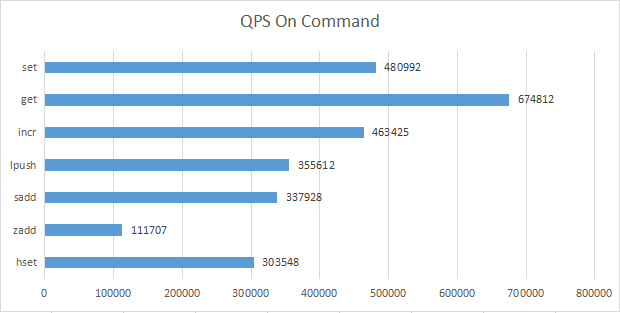 QPS On Command
set 480992
get 674812
incr 463425
lpush 355612
sadd 337928
zadd 111707
hset 303548
0 100000 200000 300000 400000 500000 600000 700000 800000